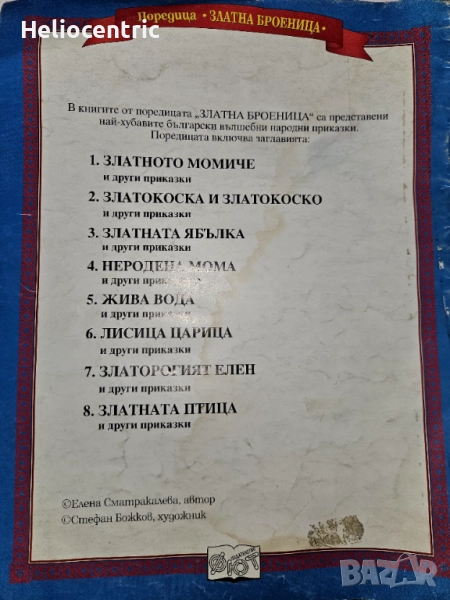 Поредица • ЗЛАТНА БРОЕНИЦА •
Heliocentric
В книгите от поредицата „ЗЛАТНА БРОЕНИЦА“ са представени
най-хубавите български вълшебни народни приказки.
Поредицата включва заглавията:
1. ЗЛАТНОТО МОМИЧЕ
и други приказки
2. ЗЛАТОКОСКА И ЗЛАТОКОСКО
и други приказки
3. ЗЛАТНАТА ЯБЪЛКА
и други приказки
4. НЕРОДЕНА МОМА
и други приказки
5. ЖИВА ВОДА
и други приказки
6. ЛИСИЦА ЦАРИЦА
и други приказки
7. ЗЛАТОРОГИЯТ ЕЛЕН
и други приказки
8. ЗЛАТНАТА ПТИЦА
и други приказки
©Елена Сматракалева, автор
©Стефан Божков, художник
ФЮТ
BAZAR
bg